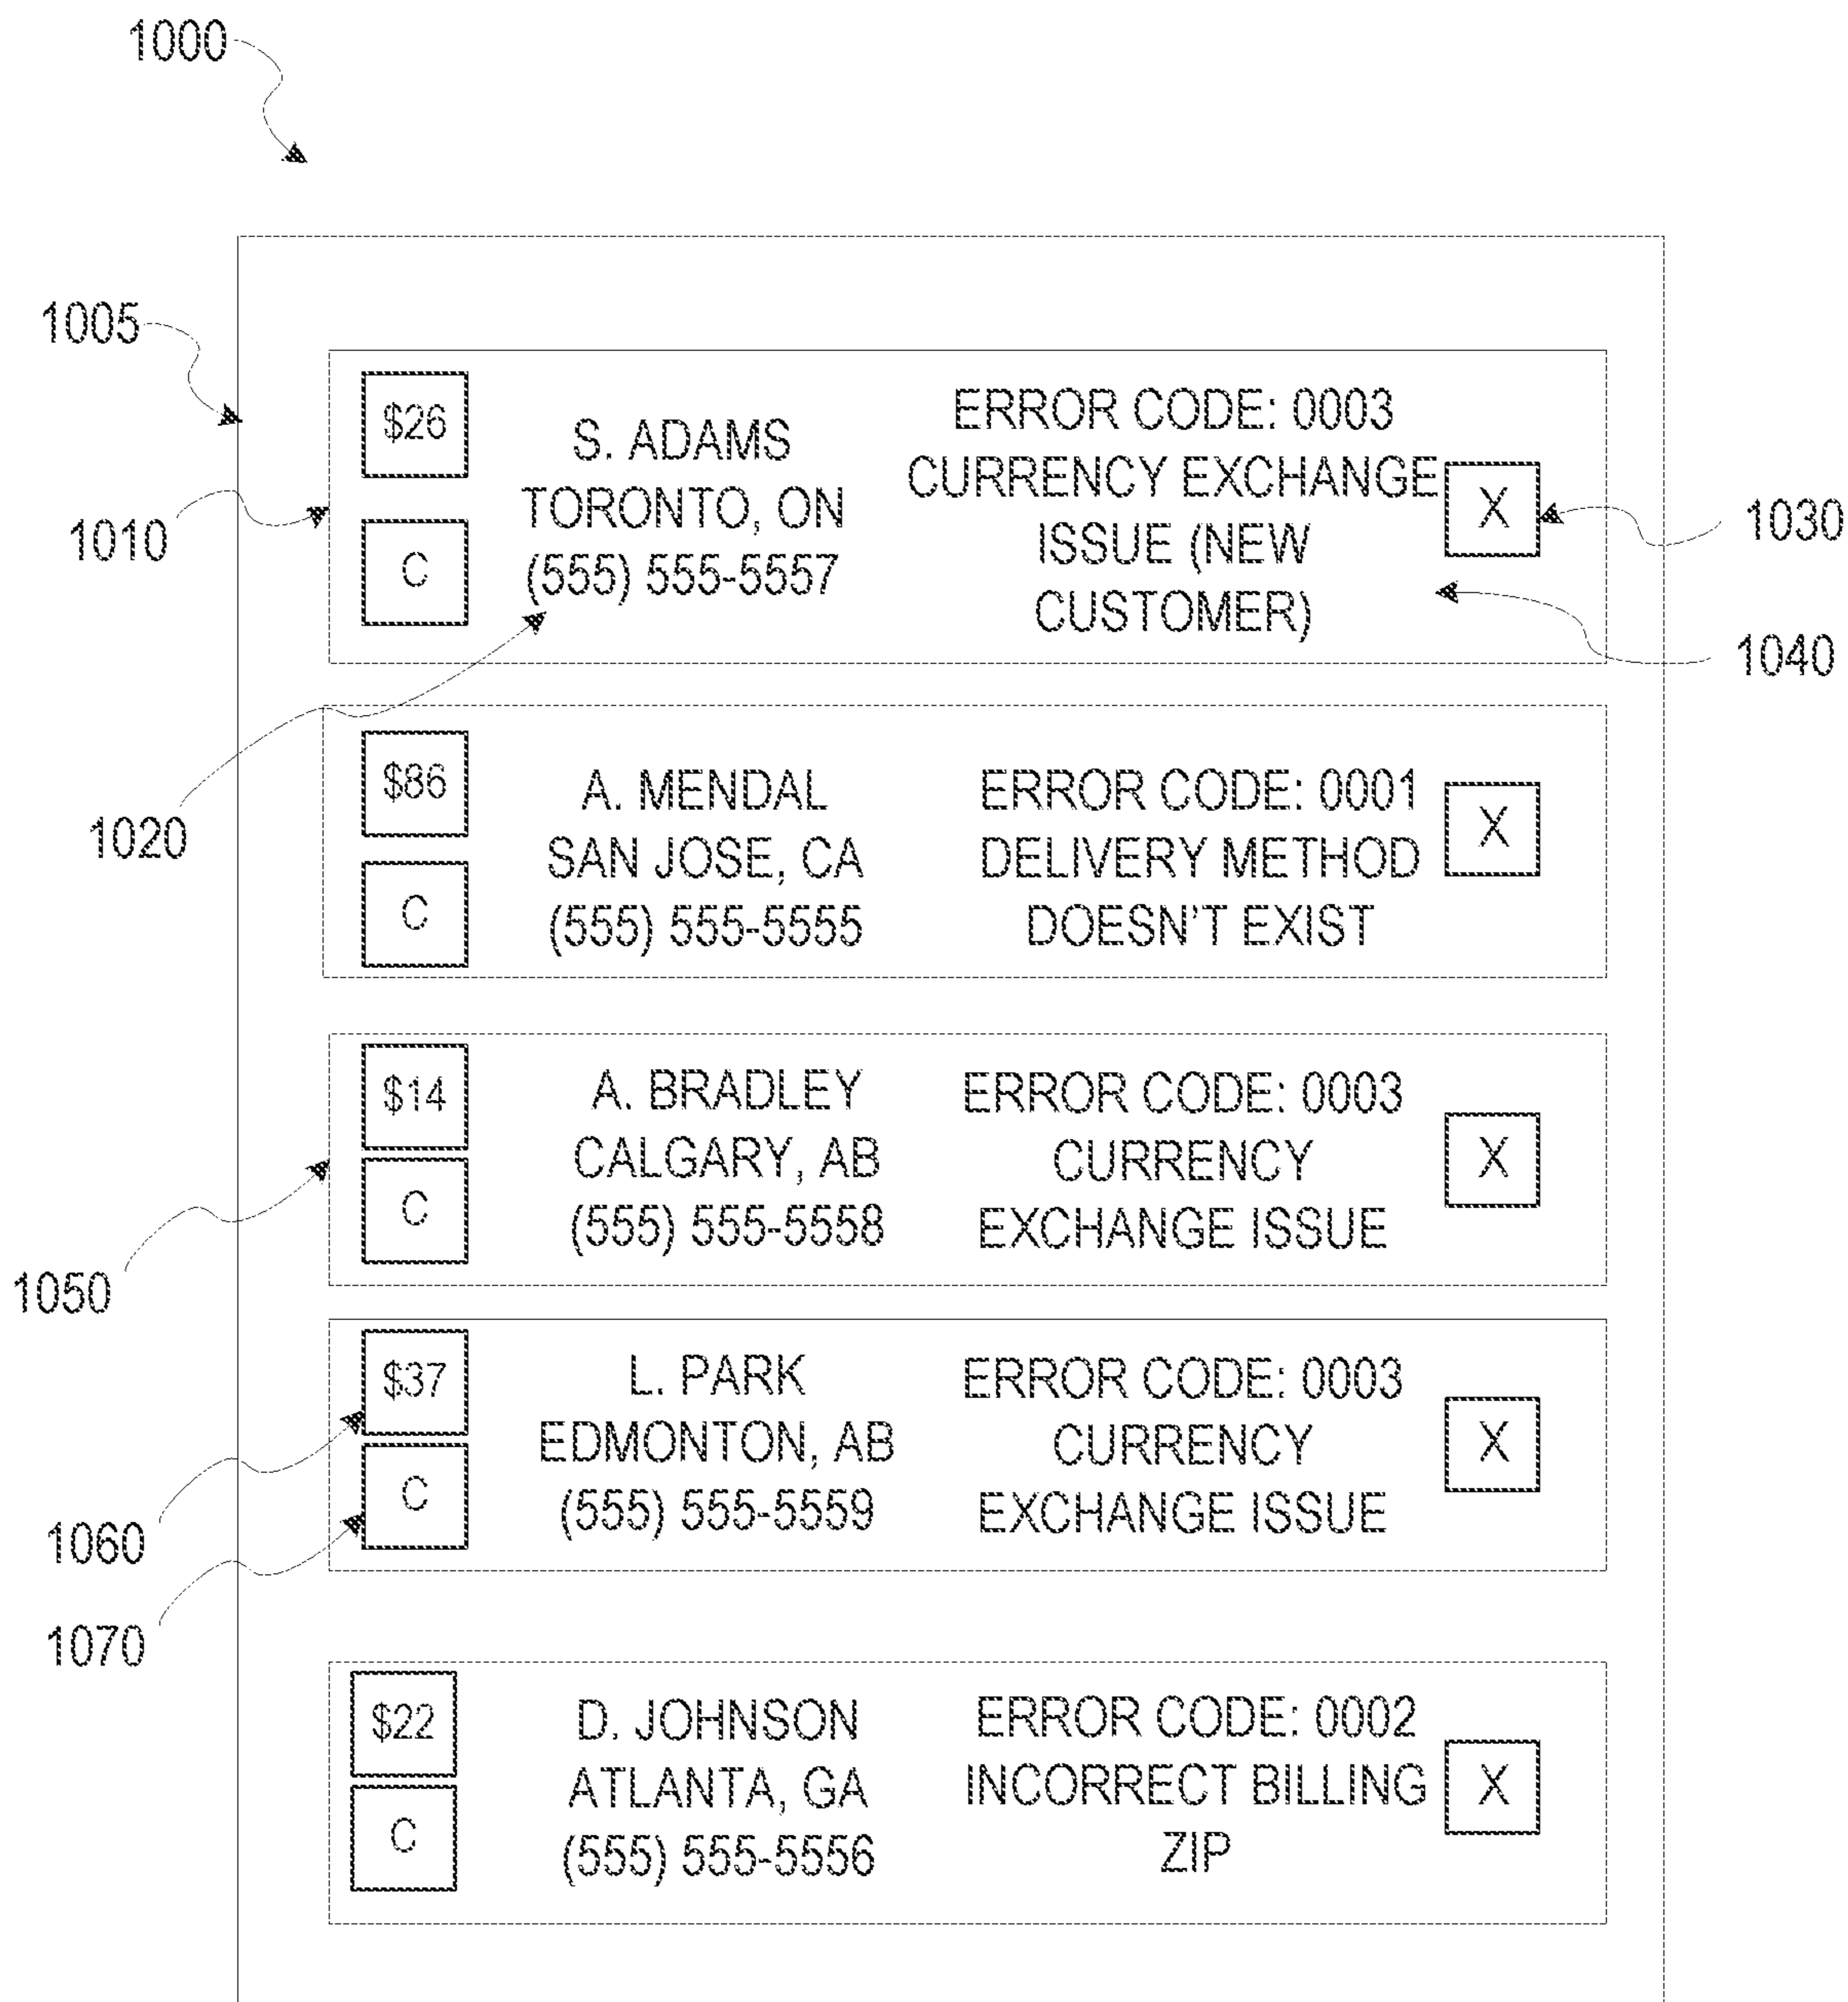 1000
1005
1010
$26
C
S. ADAMS
TORONTO, ON
(555) 555-5557
ERROR CODE: 0003
CURRENCY EXCHANGE
ISSUE (NEW
CUSTOMER)
X
1030
1040
1020
$86
C
A. MENDAL
SAN JOSE, CA
(555) 555-5555
ERROR CODE: 0001
DELIVERY METHOD
DOESN'T EXIST
X
1050
$14
C
A. BRADLEY
CALGARY, AB
(555) 555-5558
ERROR CODE: 0003
CURRENCY
EXCHANGE ISSUE
X
1060
1070
$37
C
L. PARK
EDMONTON, AB
(555) 555-5559
ERROR CODE: 0003
CURRENCY
EXCHANGE ISSUE
X
$22
C
D. JOHNSON
ATLANTA, GA
(555) 555-5556
ERROR CODE: 0002
INCORRECT BILLING
ZIP
X